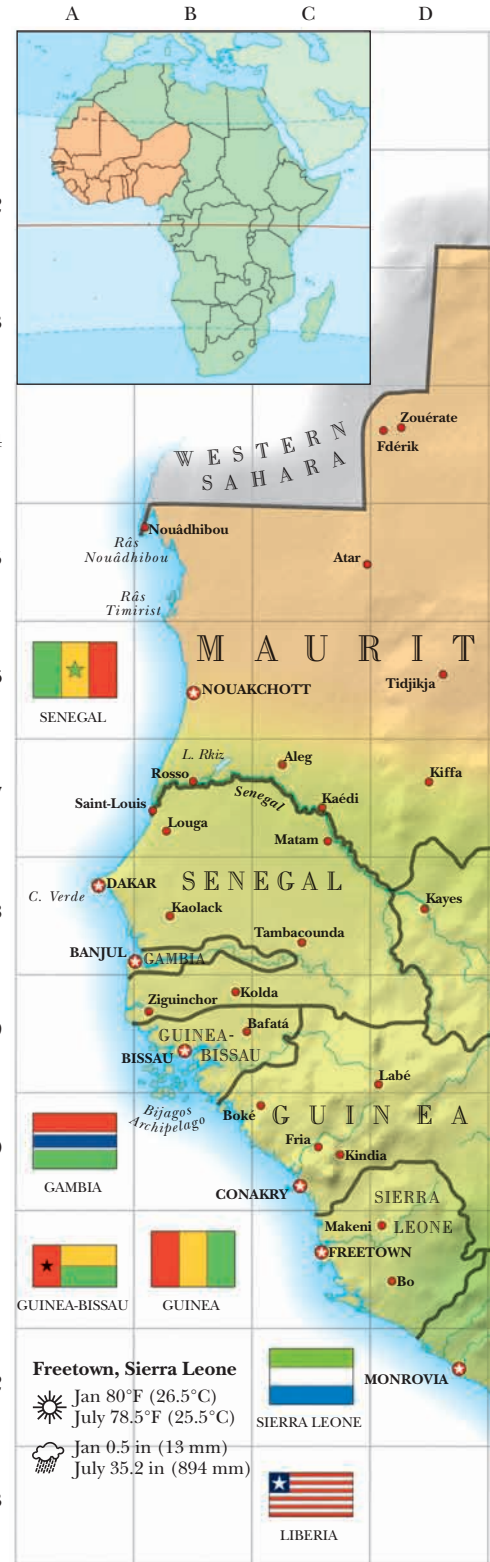 A B C D
WESTERN
SAHARA
Zouérate
Fdérik
Nouâdhibou
Râs
Nouâdhibou
Atar
Râs
Timirist
MAURIT
Tidjikja
NOUAKCHOTT
SENEGAL
L. Rkiz
Aleg
Rosso
Kiffa
Senegal
Saint-Louis
Kaédi
Louga
Matam
DAKAR
SENEGAL
C. Verde
Kayes
Kaolack
Tambacounda
BANJUL
GAMBIA
Kolda
Ziguinchor
Bafatá
GUINEA-
BISSAU
BISSAU
Labé
Bijagos
Archipelago
Boké
GUINEA
Fria
Kindia
GAMBIA
CONAKRY
SIERRA
LEONE
Makeni
FREETOWN
Bo
GUINEA-BISSAU
GUINEA
Freetown, Sierra Leone
Jan 80°F (26.5°C)
July 78.5°F (25.5°C)
Jan 0.5 in (13 mm)
July 35.2 in (894 mm)
MONROVIA
SIERRA LEONE
LIBERIA